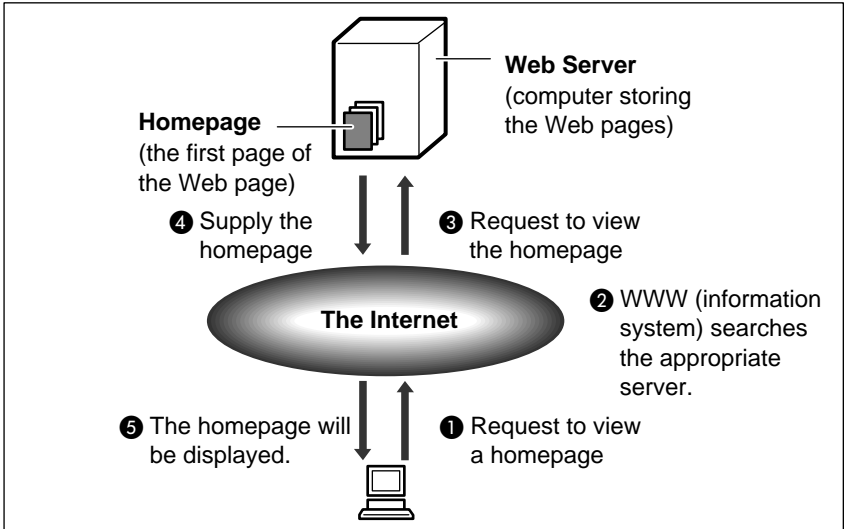 Web Server
(computer storing
the Web pages)
Homepage
(the first page of
the Web page)
❹ Supply the
homepage
❸ Request to view
the homepage
The Internet
❷ WWW (information
system) searches
the appropriate
server.
❺ The homepage will
be displayed.
❶ Request to view
a homepage